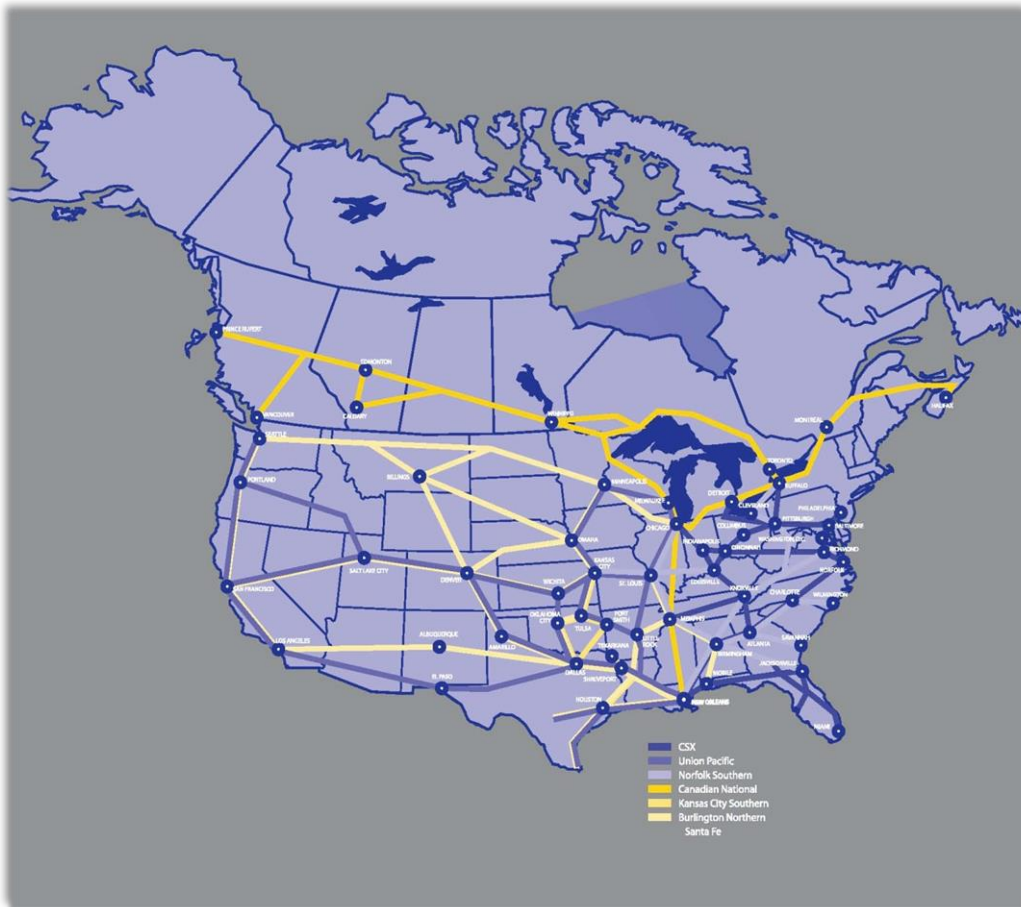 PRINCE RUPERT
EDMONTON
CALGARY
VANCOUVER
SEATTLE
WINNIPEG
MONTREAL
HALIFAX
TORONTO
BUFFALO
PORTLAND
BILLINGS
MINNEAPOLIS
MILWAUKEE
DETROIT
CLEVELAND
CHICAGO
PHILADELPHIA
PITTSBURGH
COLUMBUS
BALTIMORE
WASHINGTON D.C.
INDIANAPOLIS
CINCINNATI
RICHMOND
NORFOLK
OMAHA
SALT LAKE CITY
DENVER
KANSAS
CITY
WICHITA
ST. LOUIS
LOUISVILLE
SAN FRANCISCO
KNOXVILLE
CHARLOTTE
WILMINGTON
OKLAHOMA
CITY
TULSA
FORT
SMITH
MEMPHIS
LOS ANGELES
ALBUQUERQUE
AMARILLO
LITTLE
ROCK
ATLANTA
SAVANNAH
BIRMINGHAM
TEXARKANA
DALLAS
SHREVEPORT
MOBILE
JACKSONVILLE
EL PASO
HOUSTON
NEW ORLEANS
MIAMI
CSX
Union Pacific
Norfolk Southern
Canadian National
Kansas City Southern
Burlington Northern
Santa Fe